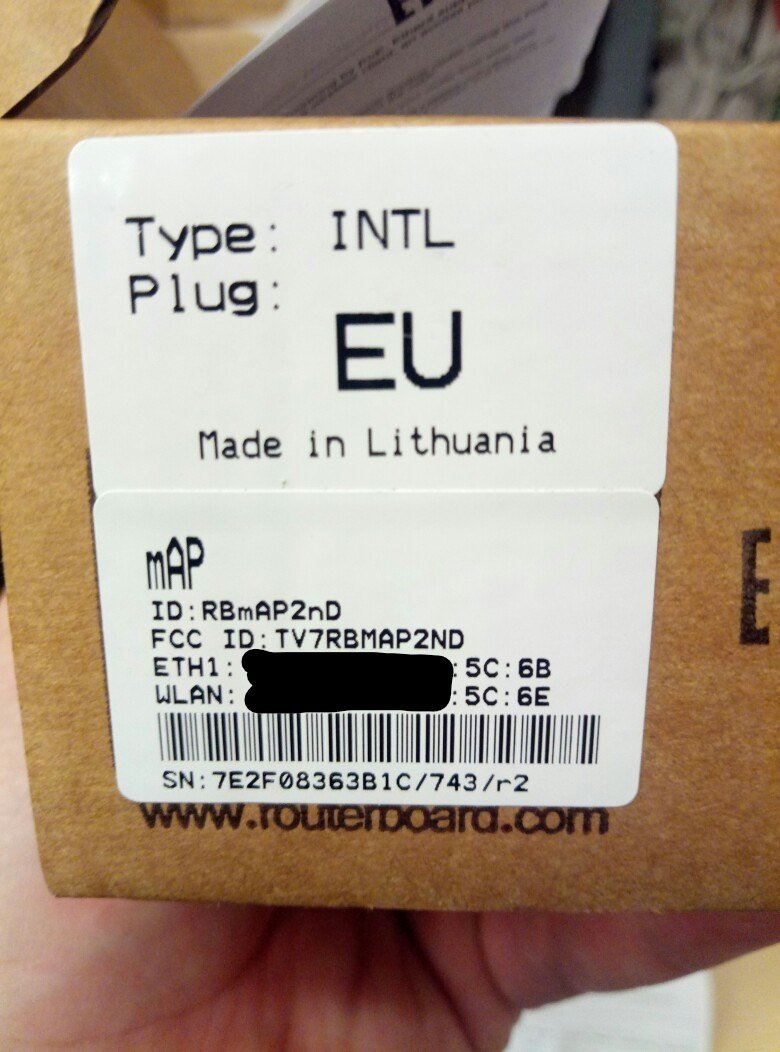 Type: INTL
Plug:
EU
Made in Lithuania
mAP
ID:RBmAP2nD
FCC ID:TV7RBMAP2ND
ETH1: :5C:6B
WLAN: :5C:6E
SN:7E2F08363B1C/743/r2
www.routerboard.com
E